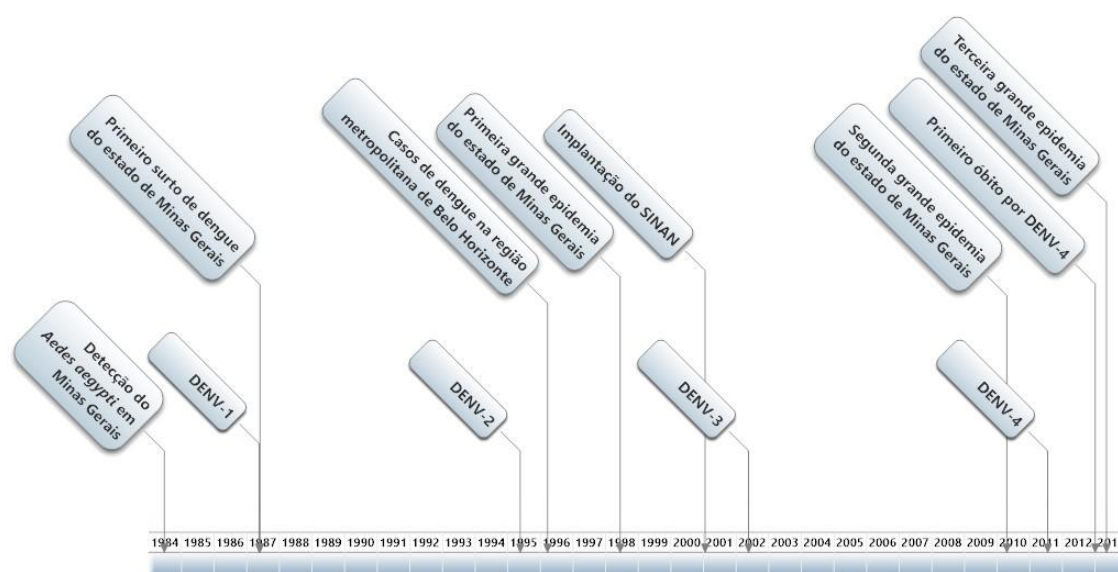 Detecção do
Aedes aegypti em
Minas Gerais
Primeiro surto de dengue
do estado de Minas Gerais
DENV-1
Casos de dengue na região
metropolitana de Belo Horizonte
DENV-2
Primeira grande epidemia
do estado de Minas Gerais
Implantação do SINAN
DENV-3
Segunda grande epidemia
do estado de Minas Gerais
Primeiro óbito por DENV-4
Terceira grande epidemia
do estado de Minas Gerais
DENV-4
1984 1985 1986 1987 1988 1989 1990 1991 1992 1993 1994 1995 1996 1997 1998 1999 2000 2001 2002 2003 2004 2005 2006 2007 2008 2009 2010 2011 2012